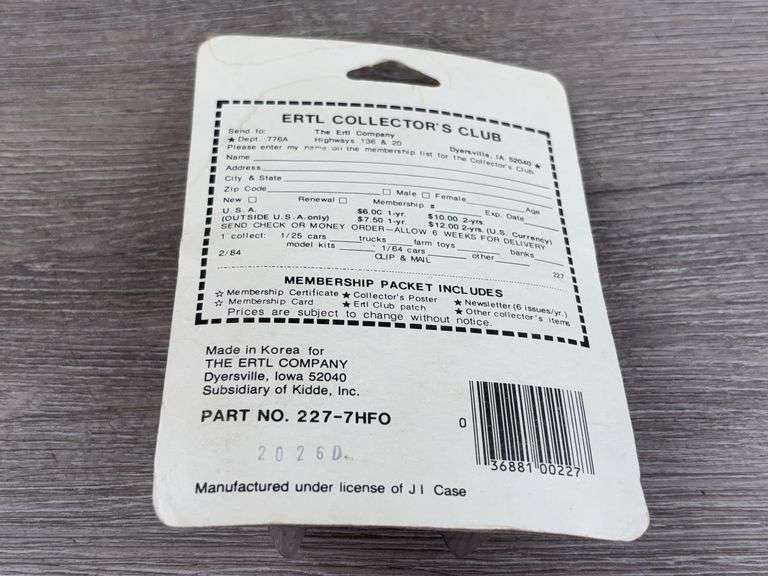 ERTL COLLECTOR'S CLUB
Send to: The Ertl Company
★ Dept. 776A Highways 136 & 20 Dyersville, IA 52040 ★
Please enter my name on the membership list for the Collector's Club.
Name
Address
City & State
Zip Code □ Male □ Female Age
New □ Renewal □ Membership # Exp. Date
U.S.A. $6.00 1-yr. $10.00 2-yrs.
(OUTSIDE U.S.A. only) $7.50 1-yr. $12.00 2-yrs. (U.S. Currency)
SEND CHECK OR MONEY ORDER-ALLOW 6 WEEKS FOR DELIVERY
I collect: 1/25 cars trucks farm toys banks
model kits 1/64 cars other
2/84 CLIP & MAIL 227
MEMBERSHIP PACKET INCLUDES
☆ Membership Certificate ★ Collector's Poster ★ Newsletter (6 issues/yr.)
☆ Membership Card ★ Ertl Club patch ★ Other collector's items
Prices are subject to change without notice.
Made in Korea for
THE ERTL COMPANY
Dyersville, Iowa 52040
Subsidiary of Kidde, Inc.
PART NO. 227-7HFO
2026D
0 36881 00227
Manufactured under license of J I Case